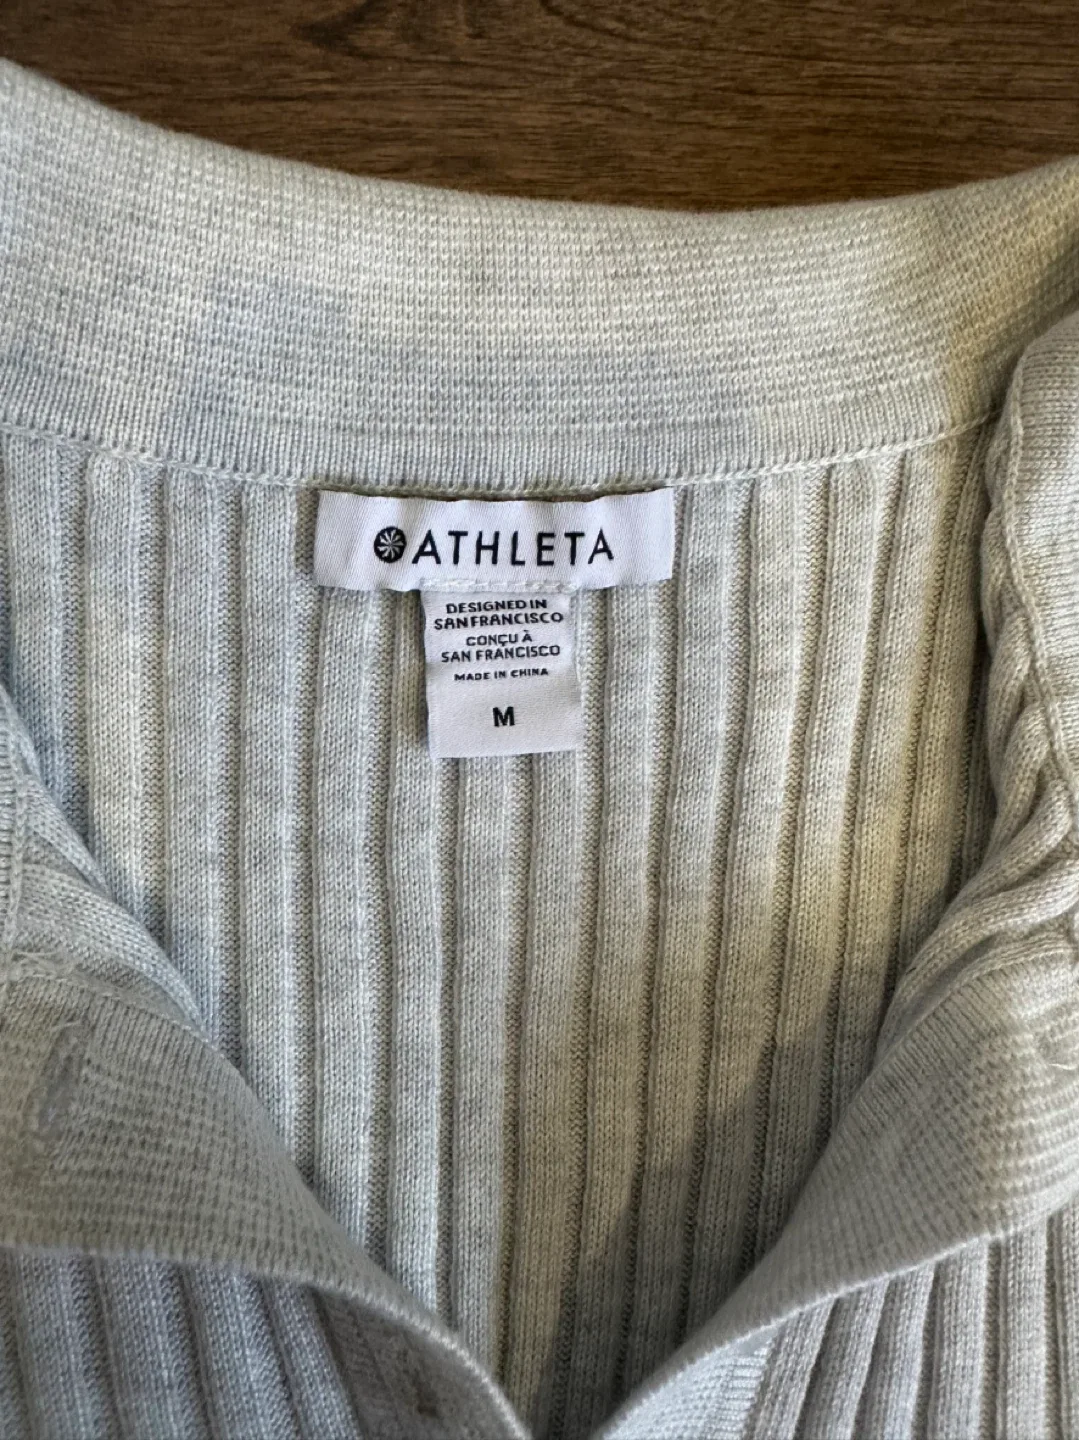 ATHLETA
DESIGNED IN
SAN FRANCISCO
CONÇU À
SAN FRANCISCO
MADE IN CHINA
M